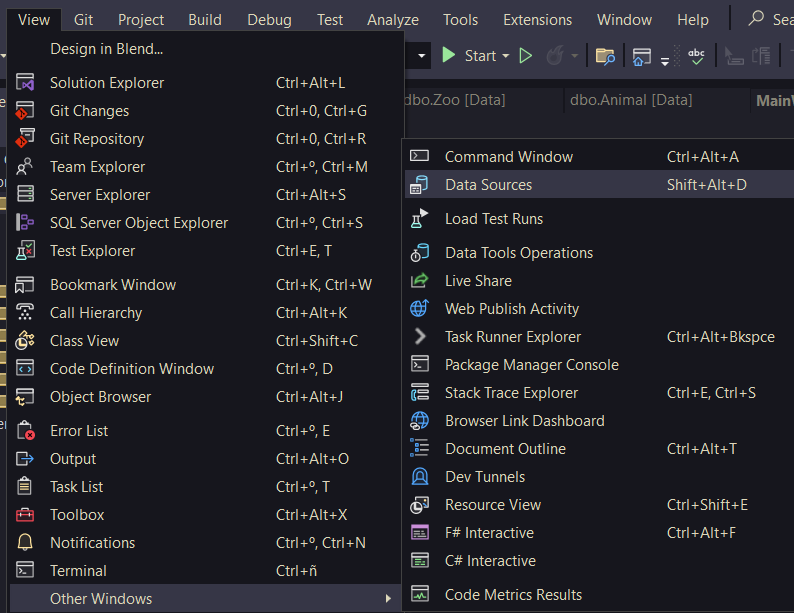 View Git Project Build Debug Test Analyze Tools Extensions Window Help Sea
Start
dbo.Zoo [Data] dbo.Animal [Data] MainW
Design in Blend...
Solution Explorer Ctrl+Alt+L
Git Changes Ctrl+0, Ctrl+G
Git Repository Ctrl+0, Ctrl+R
Team Explorer Ctrl+º, Ctrl+M
Server Explorer Ctrl+Alt+S
SQL Server Object Explorer Ctrl+º, Ctrl+S
Test Explorer Ctrl+E, T
Bookmark Window Ctrl+K, Ctrl+W
Call Hierarchy Ctrl+Alt+K
Class View Ctrl+Shift+C
Code Definition Window Ctrl+º, D
Object Browser Ctrl+Alt+J
Error List Ctrl+º, E
Output Ctrl+Alt+O
Task List Ctrl+º, T
Toolbox Ctrl+Alt+X
Notifications Ctrl+º, Ctrl+N
Terminal Ctrl+ñ
Other Windows
Command Window Ctrl+Alt+A
Data Sources Shift+Alt+D
Load Test Runs
Data Tools Operations
Live Share
Web Publish Activity
Task Runner Explorer Ctrl+Alt+Bkspce
Package Manager Console
Stack Trace Explorer Ctrl+E, Ctrl+S
Browser Link Dashboard
Document Outline Ctrl+Alt+T
Dev Tunnels
Resource View Ctrl+Shift+E
F# Interactive Ctrl+Alt+F
C# Interactive
Code Metrics Results